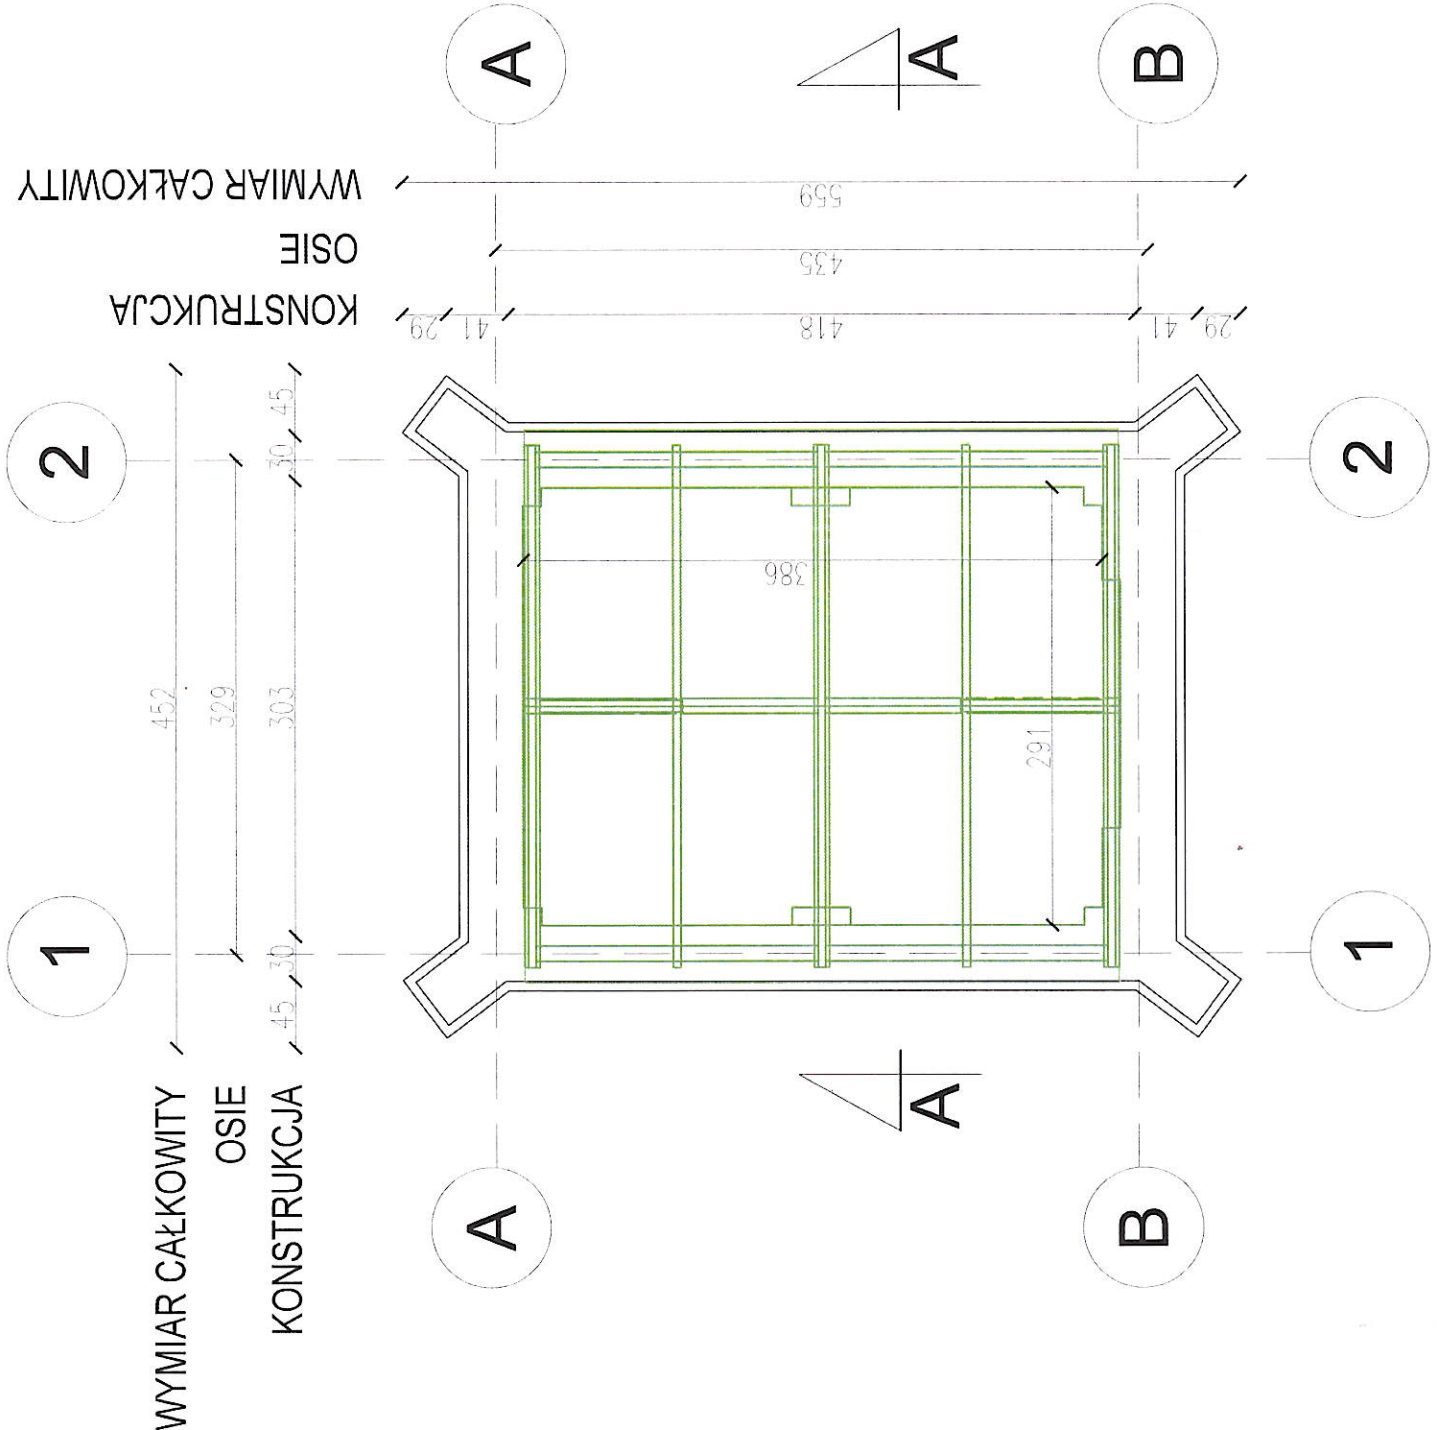 WYMIAR CAŁKOWITY
OSIE
KONSTRUKCJA
452
329
45 30 303 30 45
WYMIAR CAŁKOWITY
OSIE
KONSTRUKCJA
559
435
29 41 418 41 29
1
2
1
2
A
B
A
B
A
A
386
291